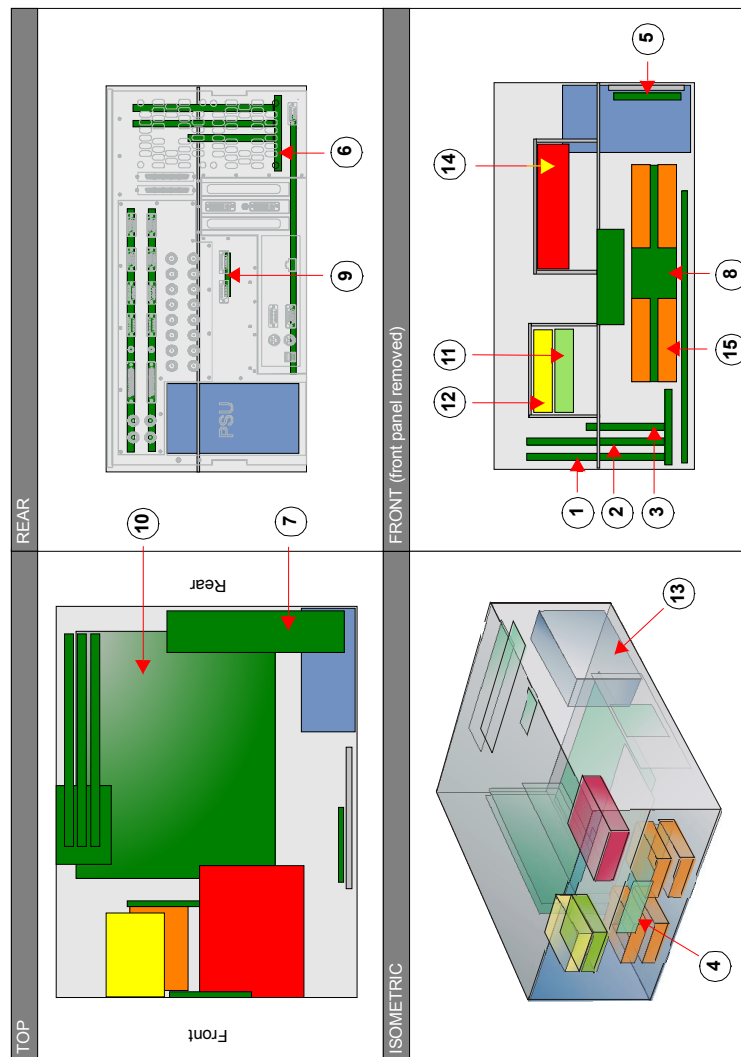 TOP
10
Front
Rear
7
REAR
PSU
9
6
ISOMETRIC
13
4
FRONT (front panel removed)
12
11
14
1
2
3
5
15
8